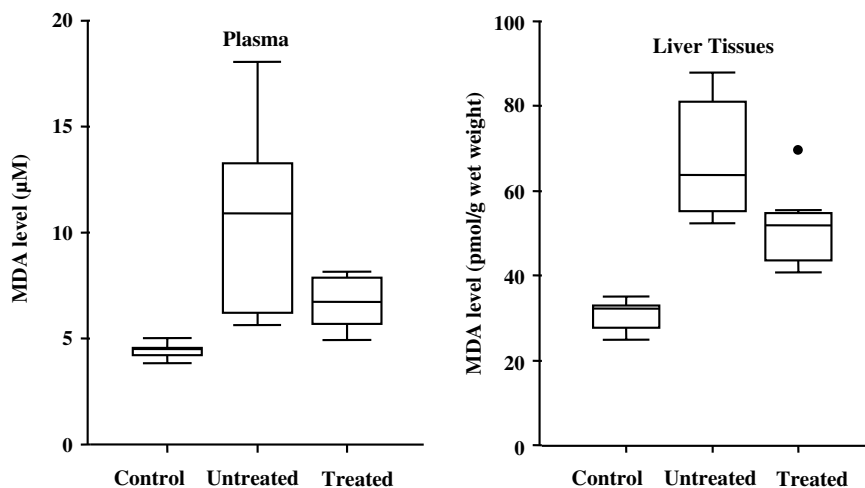 Plasma
MDA level (µM)
20
15
10
5
0
Control Untreated Treated
Liver Tissues
MDA level (pmol/g wet weight)
100
80
60
40
20
0
Control Untreated Treated